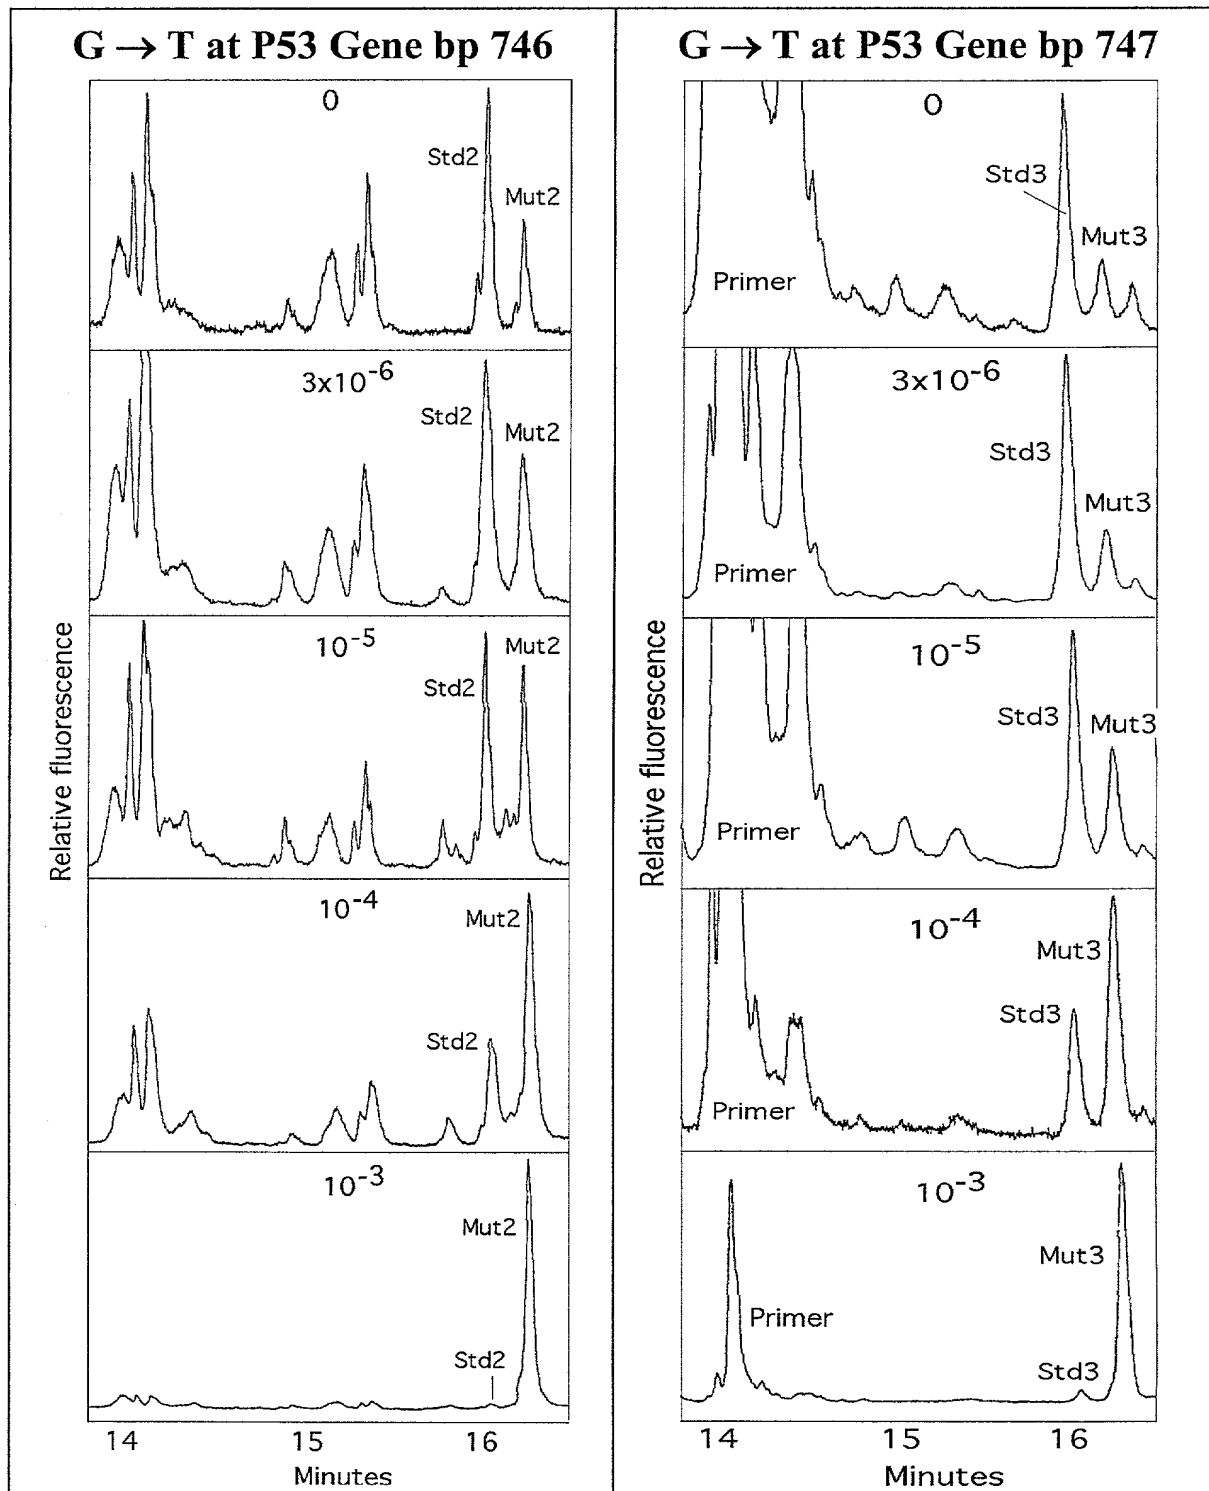 G → T at P53 Gene bp 746
0
Std2
Mut2
3x10-6
Std2
Mut2
10-5
Mut2
Std2
10-4
Mut2
Std2
10-3
Mut2
Std2
14 15 16
Minutes
Relative fluorescence
G → T at P53 Gene bp 747
0
Std3
Mut3
Primer
3x10-6
Std3
Mut3
Primer
10-5
Std3
Mut3
Primer
10-4
Mut3
Std3
Primer
10-3
Mut3
Primer
Std3
14 15 16
Minutes
Relative fluorescence